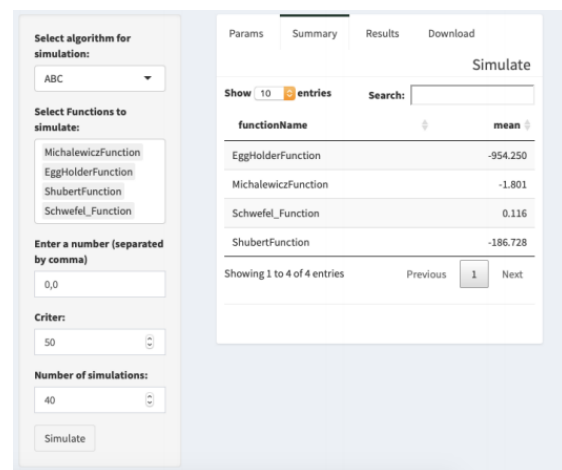 Select algorithm for
simulation:
ABC
Select Functions to
simulate:
MichalewiczFunction
EggHolderFunction
ShubertFunction
Schwefel_Function
Enter a number (separated
by comma)
0,0
Criter:
50
Number of simulations:
40
Simulate
Params Summary Results Download
Simulate
Show 10 entries Search:
functionName mean
EggHolderFunction -954.250
MichalewiczFunction -1.801
Schwefel_Function 0.116
ShubertFunction -186.728
Showing 1 to 4 of 4 entries Previous 1 Next